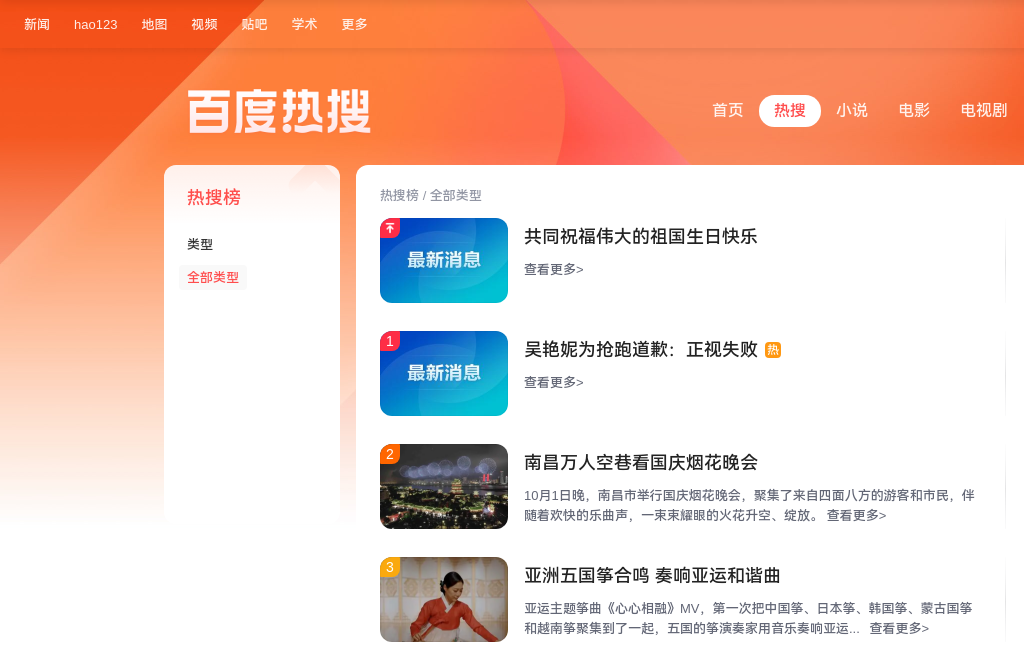 新闻 hao123 地图 视频 贴吧 学术 更多
百度热搜
首页 热搜 小说 电影 电视剧
热搜榜
类型
全部类型
热搜榜 / 全部类型
最新消息
共同祝福伟大的祖国生日快乐
查看更多>
1
最新消息
吴艳妮为抢跑道歉：正视失败 热
查看更多>
2
南昌万人空巷看国庆烟花晚会
10月1日晚，南昌市举行国庆烟花晚会，聚集了来自四面八方的游客和市民，伴
随着欢快的乐曲声，一束束耀眼的火花升空、绽放。 查看更多>
3
亚洲五国筝合鸣 奏响亚运和谐曲
亚运主题筝曲《心心相融》MV，第一次把中国筝、日本筝、韩国筝、蒙古国筝
和越南筝聚集到了一起，五国的筝演奏家用音乐奏响亚运... 查看更多>